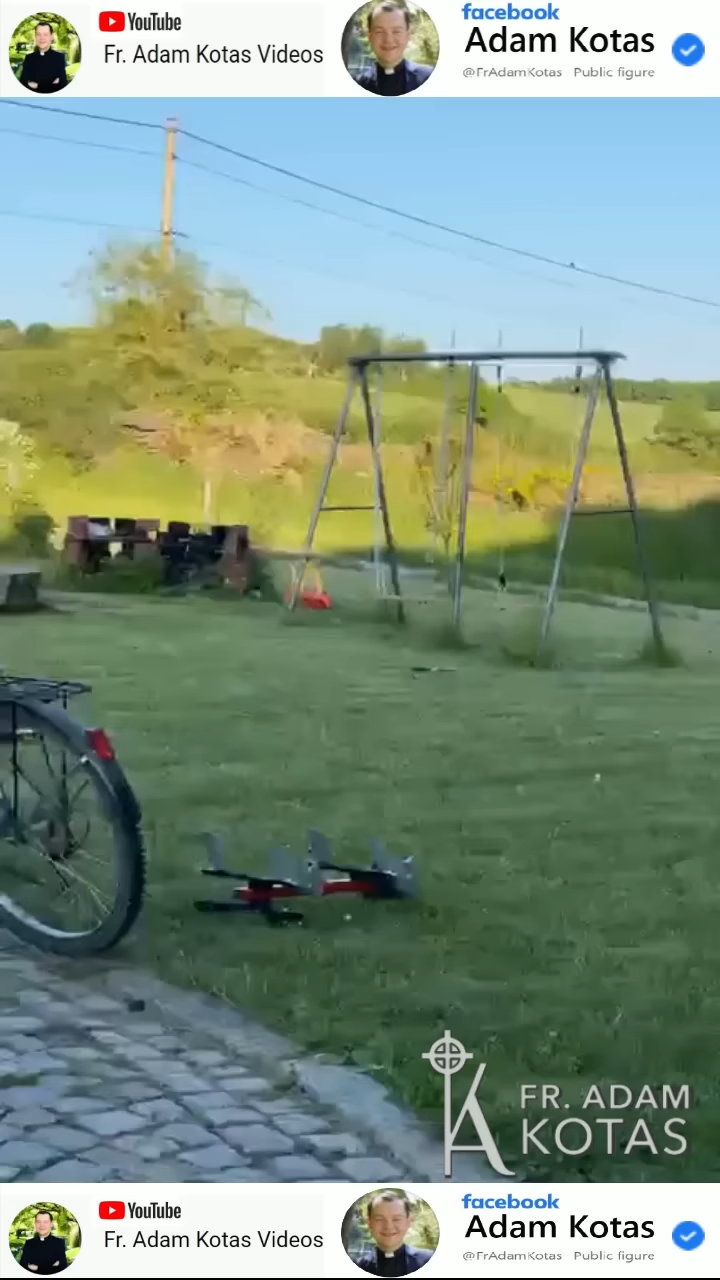 YouTube
Fr. Adam Kotas Videos
facebook
Adam Kotas
@FrAdamKotas · Public figure
FR. ADAM
KOTAS
YouTube
Fr. Adam Kotas Videos
facebook
Adam Kotas
@FrAdamKotas · Public figure